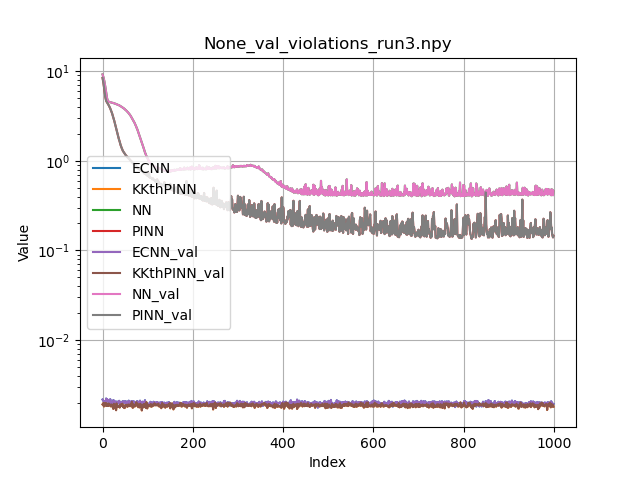 None_val_violations_run3.npy
10¹
10⁰
10⁻¹
10⁻²
Value
ECNN
KKthPINN
NN
PINN
ECNN_val
KKthPINN_val
NN_val
PINN_val
0 200 400 600 800 1000
Index